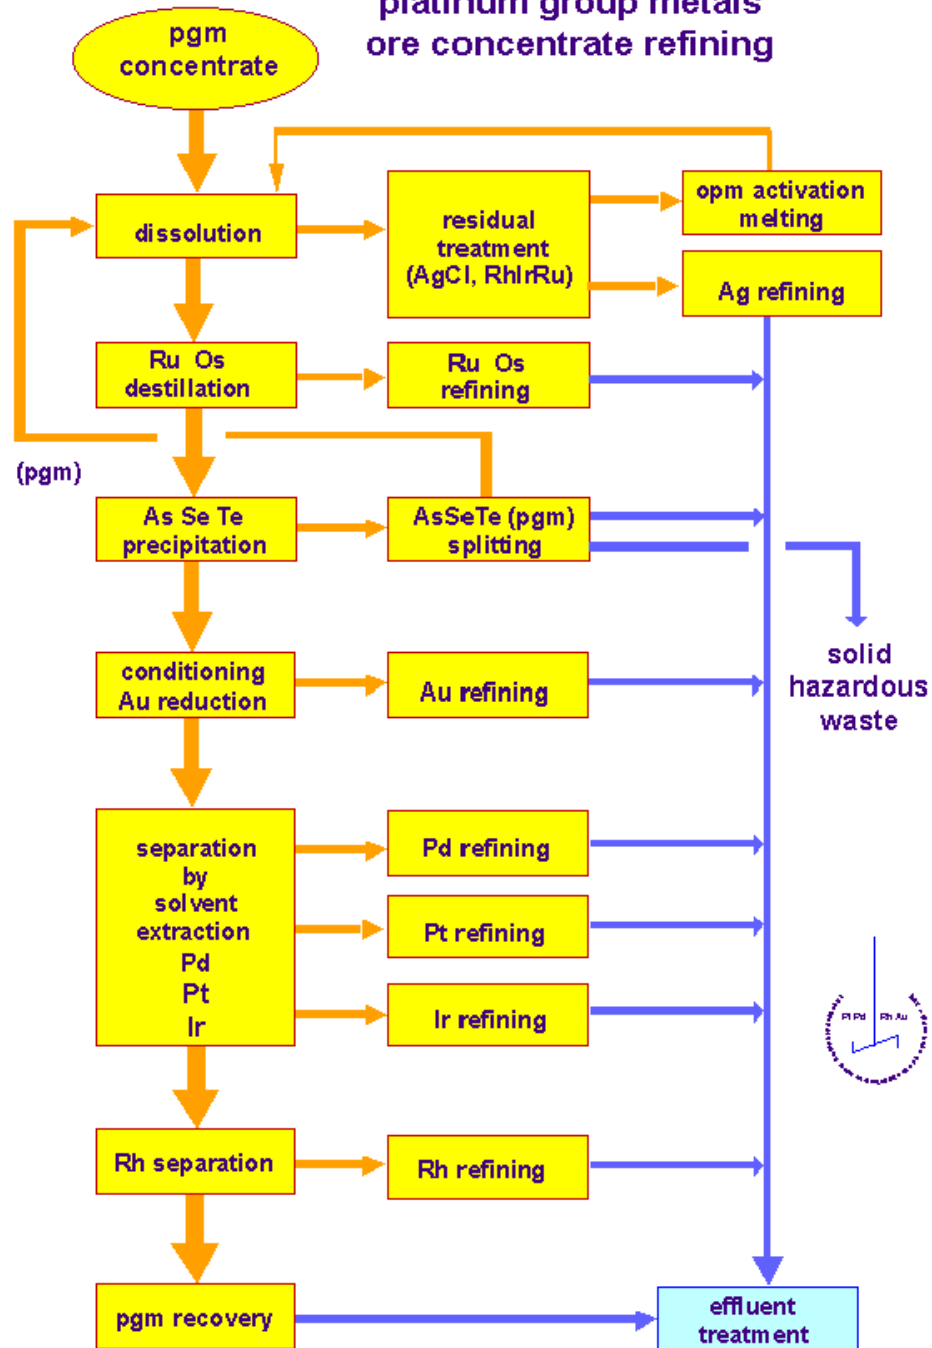 platinum group metals
ore concentrate refining
pgm
concentrate
dissolution
residual
treatment
(AgCl, RhIrRu)
opm activation
melting
Ag refining
Ru Os
destillation
Ru Os
refining
(pgm)
As Se Te
precipitation
AsSeTe (pgm)
splitting
solid
hazardous
waste
conditioning
Au reduction
Au refining
separation
by
solvent
extraction
Pd
Pt
Ir
Pd refining
Pt refining
Ir refining
Pt Pd Rh Au
Rh separation
Rh refining
pgm recovery
effluent
treatment